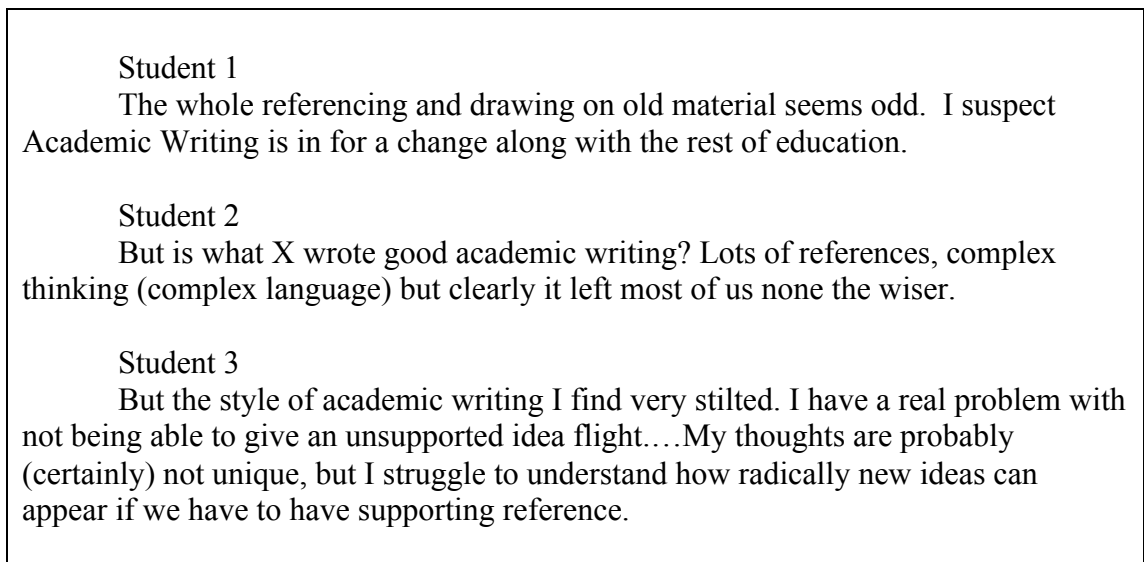 Student 1
The whole referencing and drawing on old material seems odd.  I suspect
Academic Writing is in for a change along with the rest of education.
Student 2
But is what X wrote good academic writing? Lots of references, complex
thinking (complex language) but clearly it left most of us none the wiser.
Student 3
But the style of academic writing I find very stilted. I have a real problem with
not being able to give an unsupported idea flight.…My thoughts are probably
(certainly) not unique, but I struggle to understand how radically new ideas can
appear if we have to have supporting reference.